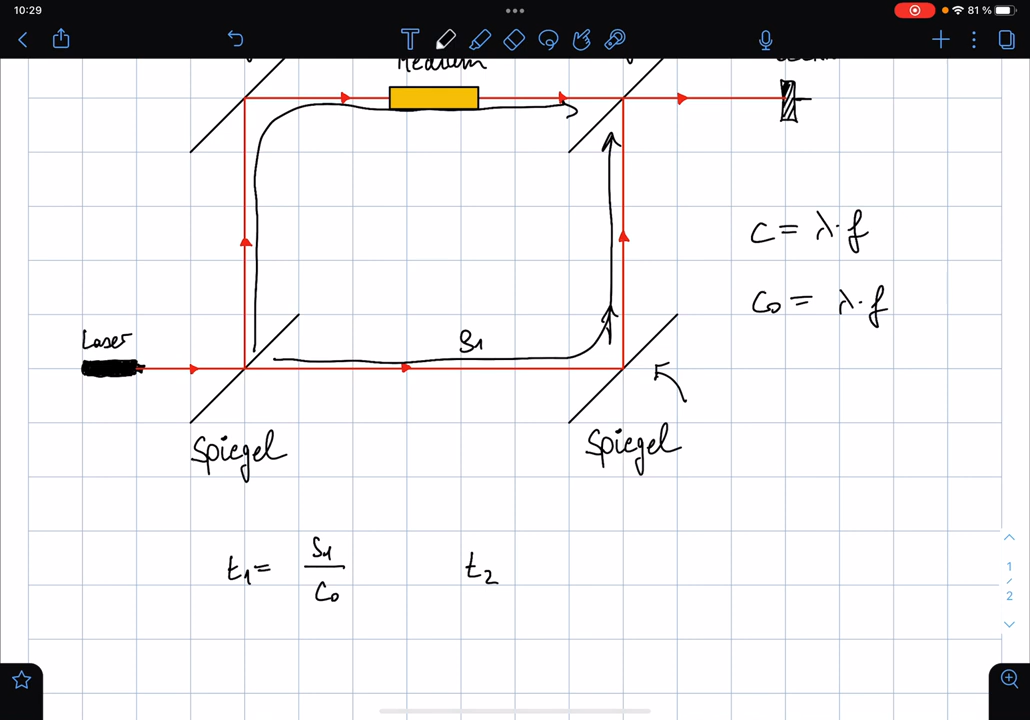 10:29
81 %
T
Medium
C = λ·f
C₀ = λ·f
Laser
S₁
Spiegel
Spiegel
t₁ = S₁/C₀
t₂
1
/
2